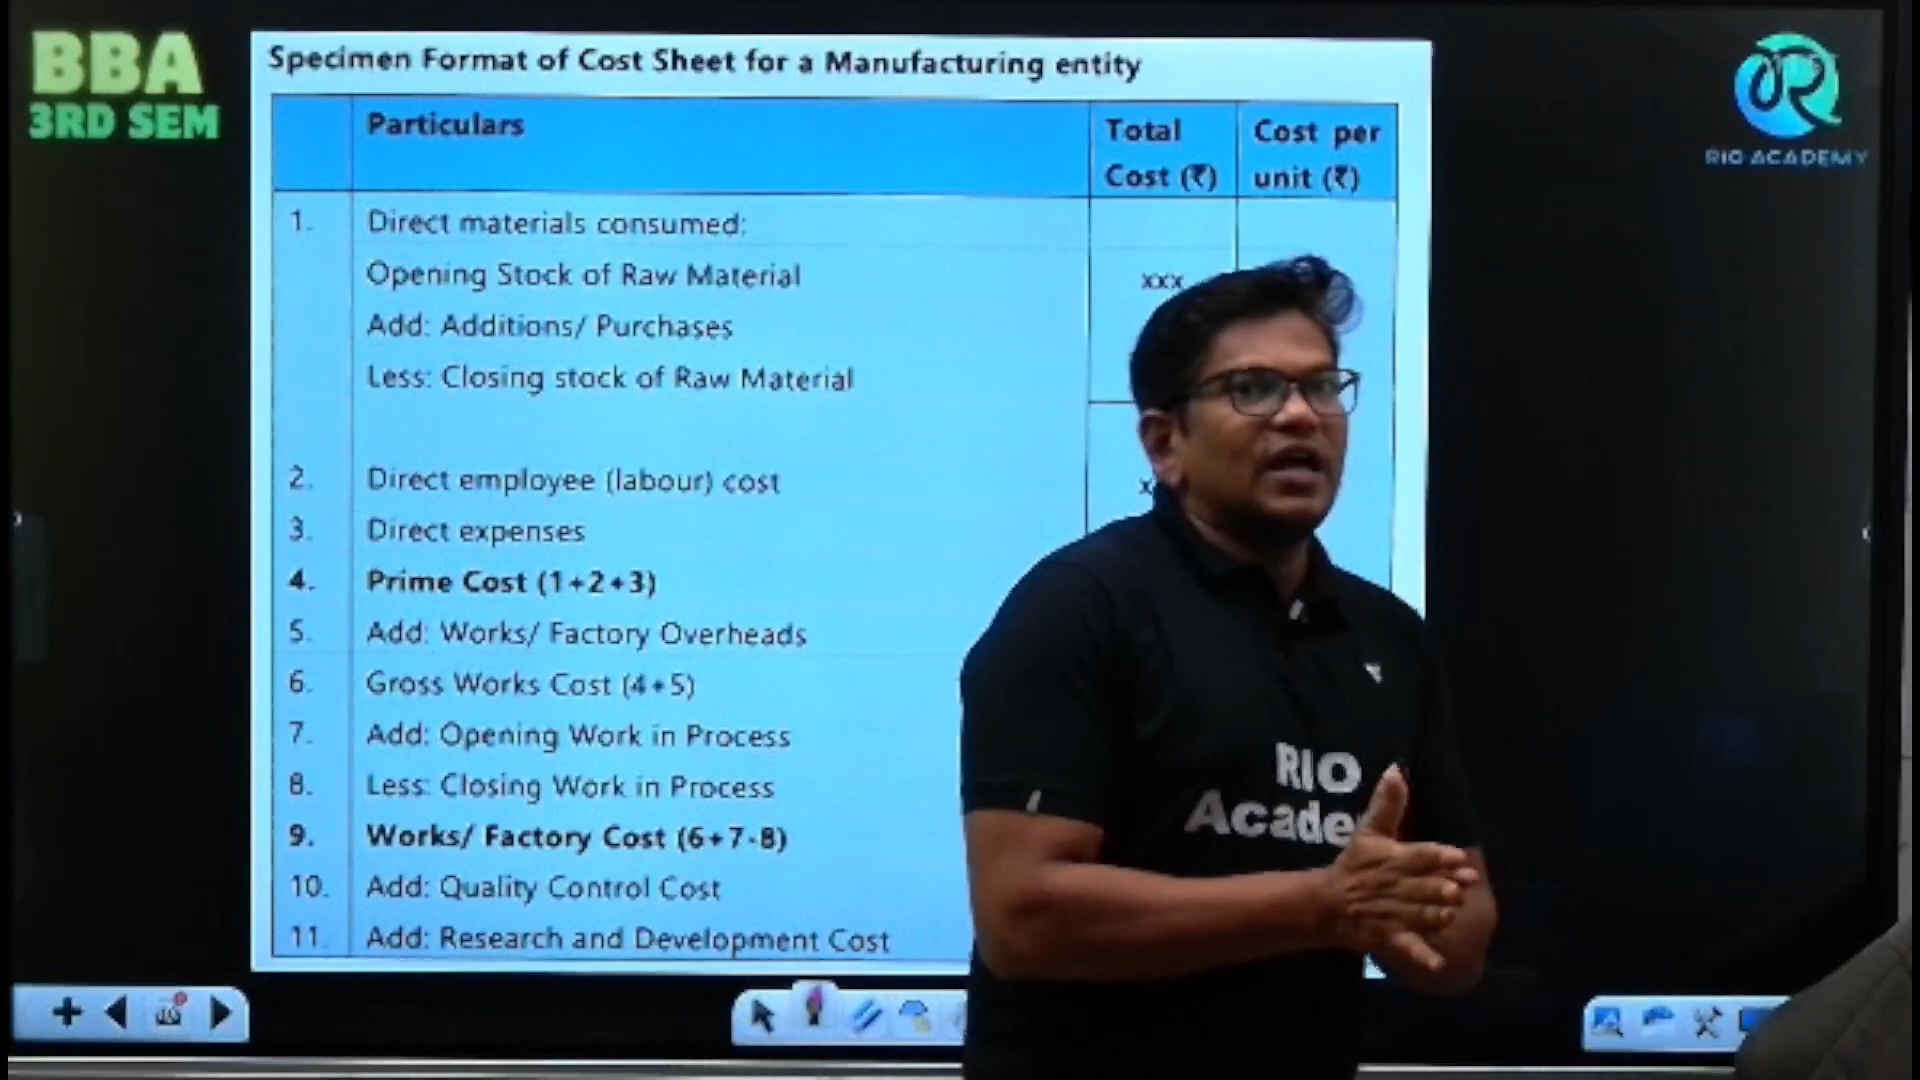 BBA
3RD SEM
Specimen Format of Cost Sheet for a Manufacturing entity
Particulars
Total Cost (₹)
Cost per unit (₹)
1. Direct materials consumed:
Opening Stock of Raw Material xxx
Add: Additions/ Purchases
Less: Closing stock of Raw Material
2. Direct employee (labour) cost
3. Direct expenses
4. Prime Cost (1+2+3)
5. Add: Works/ Factory Overheads
6. Gross Works Cost (4+5)
7. Add: Opening Work in Process
8. Less: Closing Work in Process
9. Works/ Factory Cost (6+7-8)
10. Add: Quality Control Cost
11. Add: Research and Development Cost
RIO ACADEMY
RIO